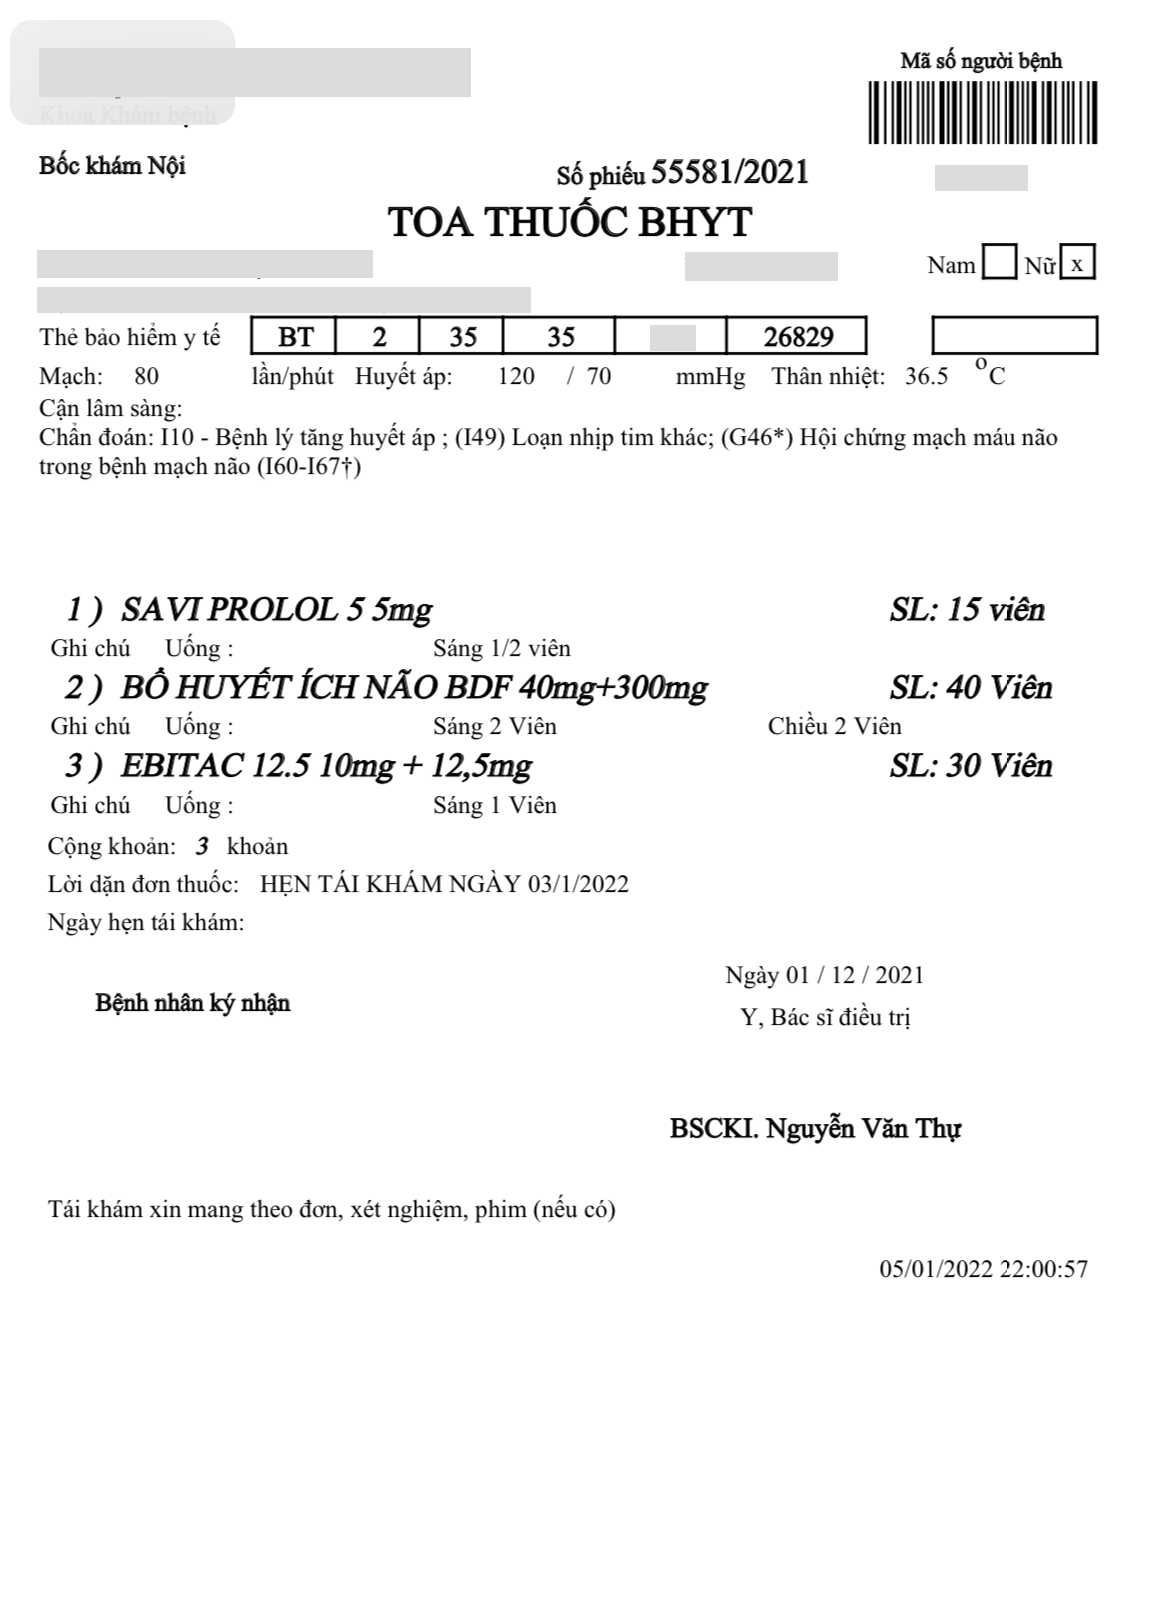 Mã số người bệnh
Khoa Khám bệnh
Bốc khám Nội
Số phiếu 55581/2021
TOA THUỐC BHYT
Nam Nữ x
Thẻ bảo hiểm y tế BT 2 35 35 26829
Mạch: 80 lần/phút Huyết áp: 120 / 70 mmHg Thân nhiệt: 36.5 oC
Cận lâm sàng:
Chẩn đoán: I10 - Bệnh lý tăng huyết áp ; (I49) Loạn nhịp tim khác; (G46*) Hội chứng mạch máu não
trong bệnh mạch não (I60-I67†)
1 ) SAVI PROLOL 5 5mg SL: 15 viên
Ghi chú Uống : Sáng 1/2 viên
2 ) BỔ HUYẾT ÍCH NÃO BDF 40mg+300mg SL: 40 Viên
Ghi chú Uống : Sáng 2 Viên Chiều 2 Viên
3 ) EBITAC 12.5 10mg + 12,5mg SL: 30 Viên
Ghi chú Uống : Sáng 1 Viên
Cộng khoản: 3 khoản
Lời dặn đơn thuốc: HẸN TÁI KHÁM NGÀY 03/1/2022
Ngày hẹn tái khám:
Ngày 01 / 12 / 2021
Bệnh nhân ký nhận
Y, Bác sĩ điều trị
BSCKI. Nguyễn Văn Thự
Tái khám xin mang theo đơn, xét nghiệm, phim (nếu có)
05/01/2022 22:00:57